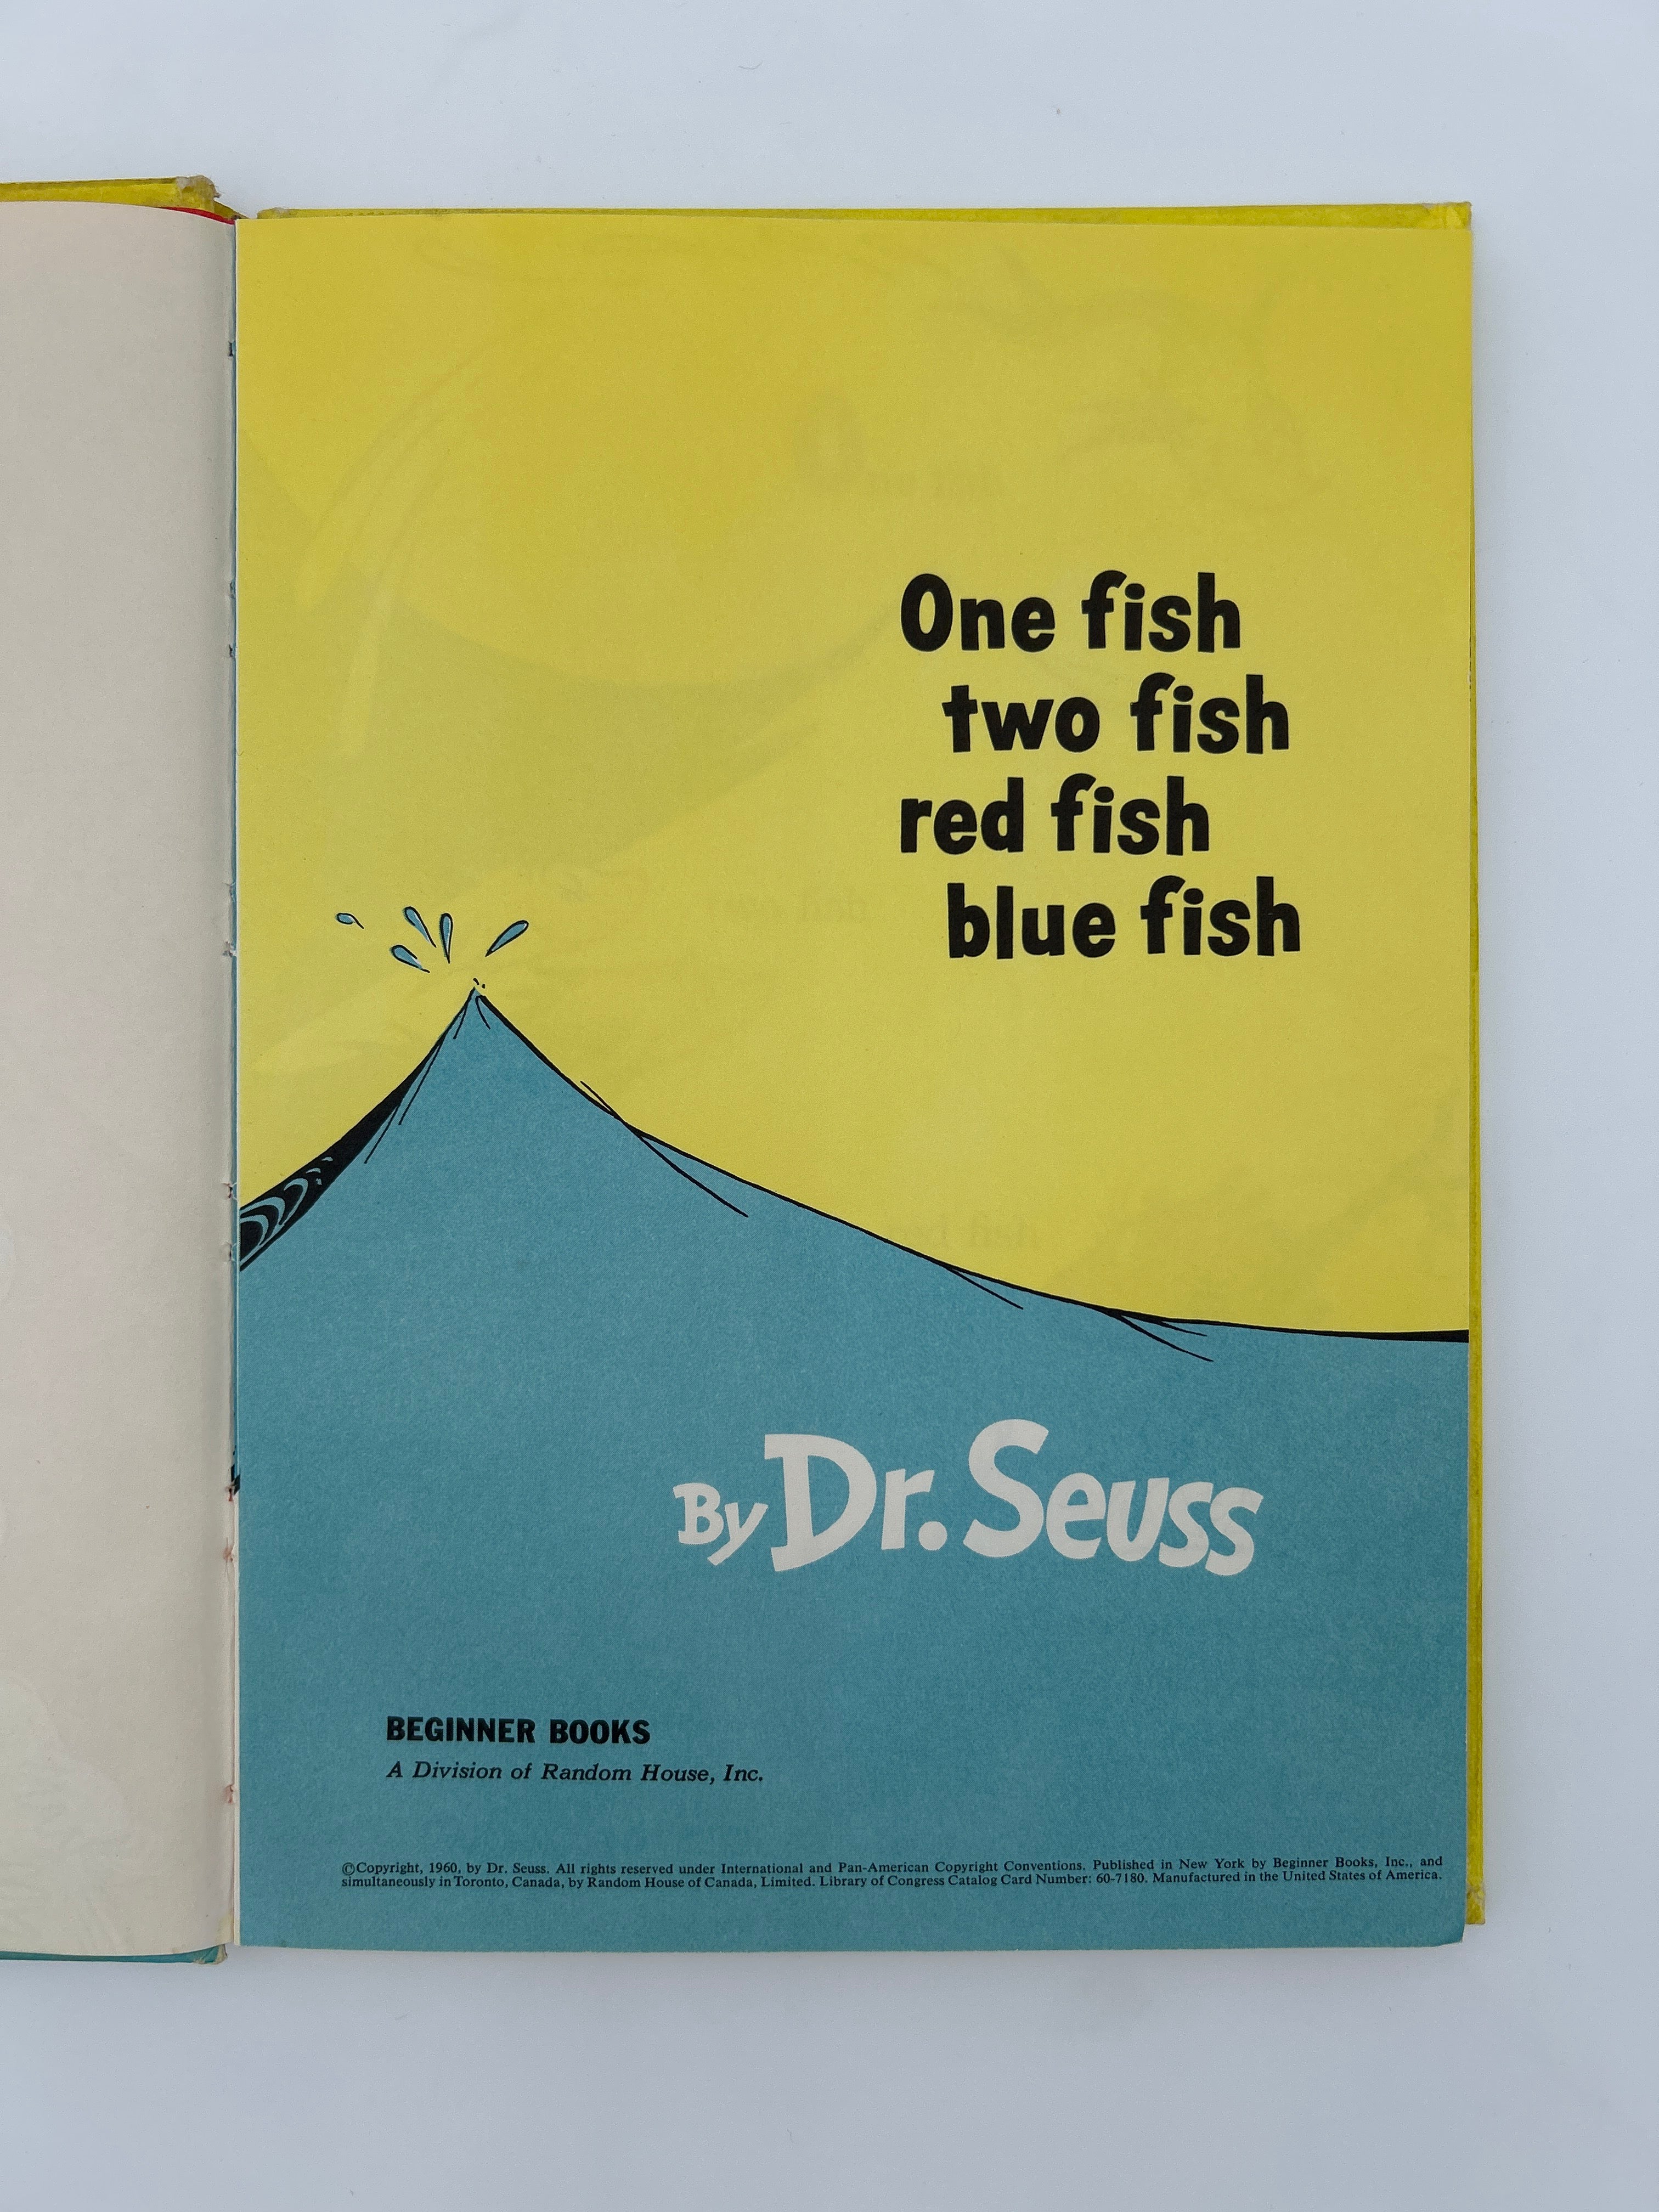 One fish
two fish
red fish
blue fish
By Dr. Seuss
BEGINNER BOOKS
A Division of Random House, Inc.
©Copyright, 1960, by Dr. Seuss. All rights reserved under International and Pan-American Copyright Conventions. Published in New York by Beginner Books, Inc., and
simultaneously in Toronto, Canada, by Random House of Canada, Limited. Library of Congress Catalog Card Number: 60-7180. Manufactured in the United States of America.